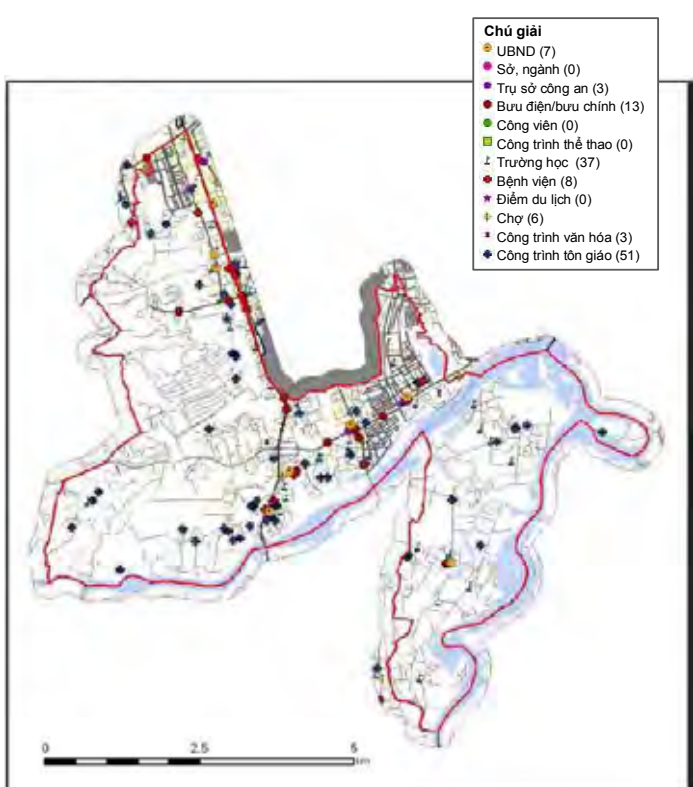 Chú giải
UBND (7)
Sở, ngành (0)
Trụ sở công an (3)
Bưu điện/bưu chính (13)
Công viên (0)
Công trình thể thao (0)
Trường học (37)
Bệnh viện (8)
Điểm du lịch (0)
Chợ (6)
Công trình văn hóa (3)
Công trình tôn giáo (51)
0 2.5 5
km